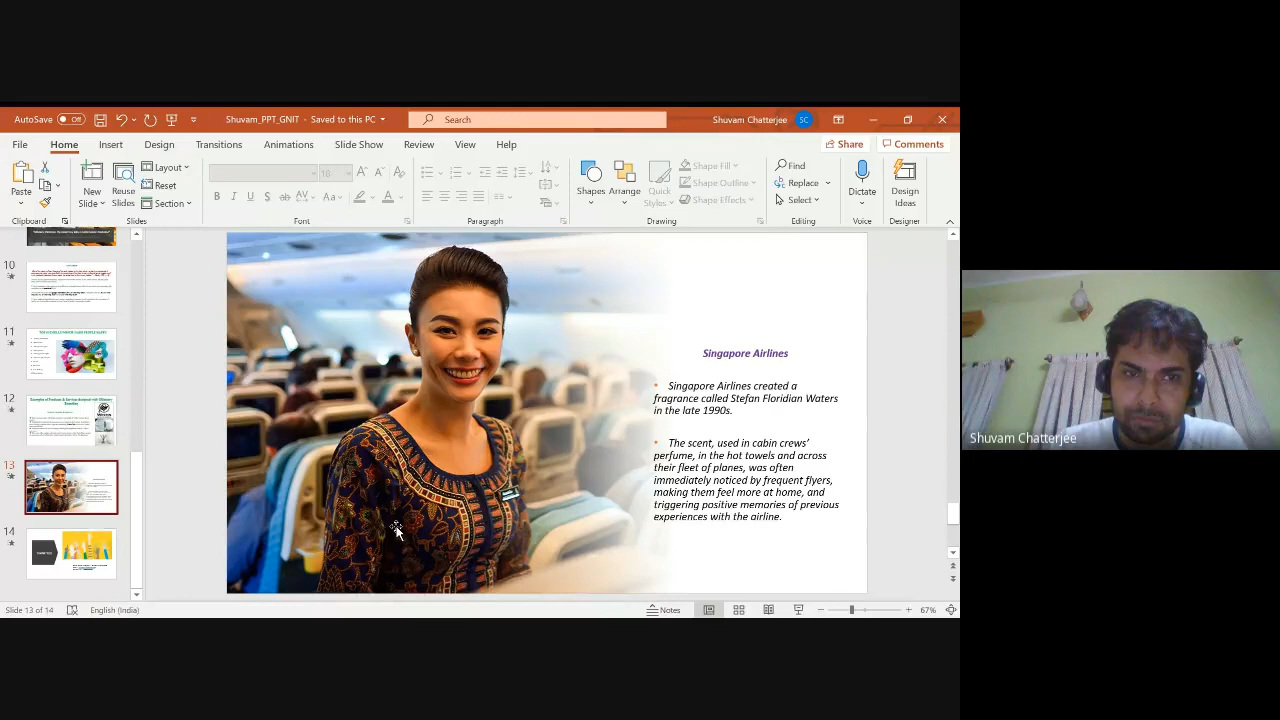 AutoSave Off Shuvam_PPT_GNIT - Saved to this PC Search Shuvam Chatterjee SC
File Home Insert Design Transitions Animations Slide Show Review View Help Share Comments
Paste New Slide Reuse Slides Layout Reset Section 10 Shapes Arrange Quick Styles Shape Fill Shape Outline Shape Effects Find Replace Select Dictate Design Ideas
Clipboard Slides Font Paragraph Drawing Editing Voice Designer
10
11
12
13
14
THANK YOU
Singapore Airlines
• Singapore Airlines created a
fragrance called Stefan Floridian Waters
in the late 1990s.
• The scent, used in cabin crews’
perfume, in the hot towels and across
their fleet of planes, was often
immediately noticed by frequent flyers,
making them feel more at home and
triggering positive memories of previous
experiences with the airline.
Shuvam Chatterjee
Slide 13 of 14 English (India) Notes 67%